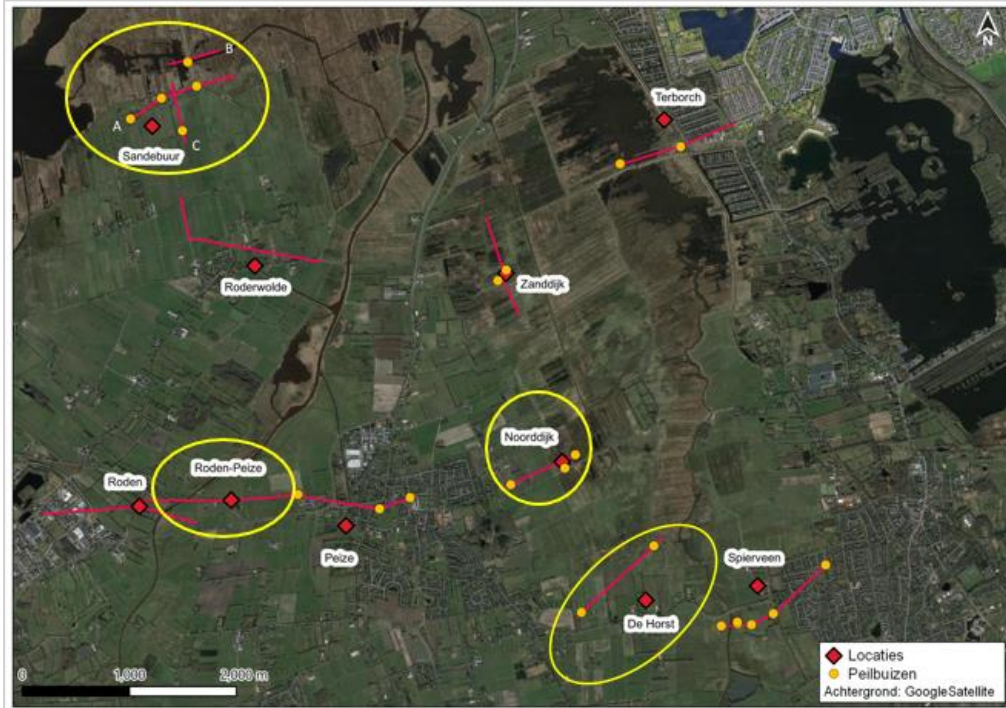 N
B
Terborch
A
C
Sandebuur
Roderwolde
Zanddijk
Noorddijk
Roden-Peize
Roden
Peize
Spierveen
De Horst
0 1,000 2,000 m
Locaties
Peilbuizen
Achtergrond: GoogleSatellite